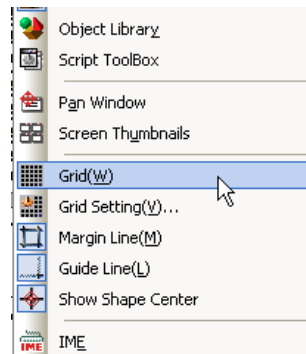 Object Library
Script ToolBox
Pan Window
Screen Thumbnails
Grid(W)
Grid Setting(V)...
Margin Line(M)
Guide Line(L)
Show Shape Center
IME
IME